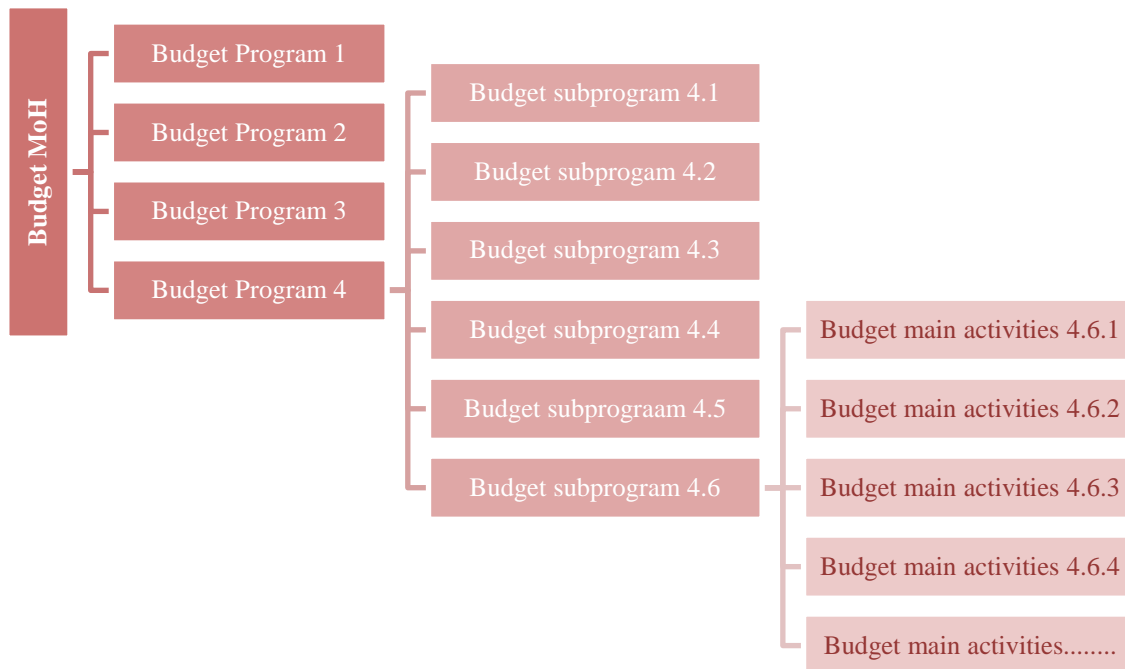 Budget MoH
Budget Program 1
Budget Program 2
Budget Program 3
Budget Program 4
Budget subprogram 4.1
Budget subprogam 4.2
Budget subprogram 4.3
Budget subprogram 4.4
Budget subprograam 4.5
Budget subprogram 4.6
Budget main activities 4.6.1
Budget main activities 4.6.2
Budget main activities 4.6.3
Budget main activities 4.6.4
Budget main activities........